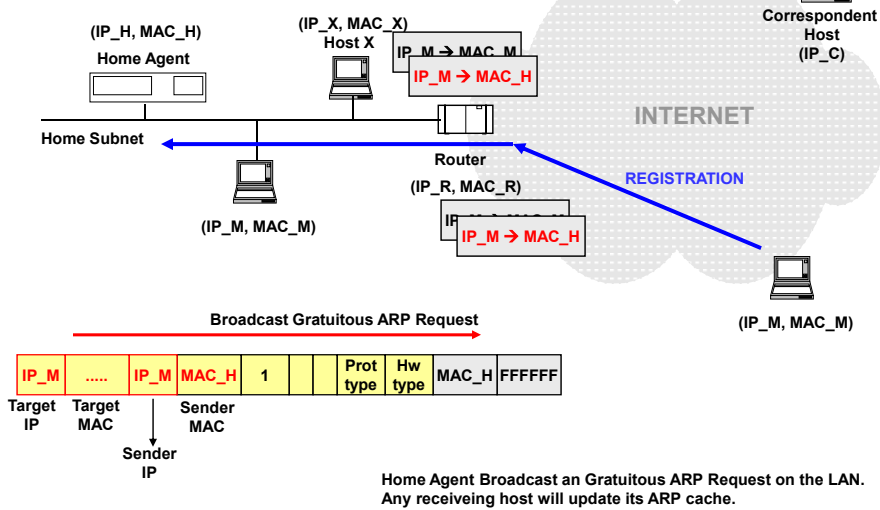 Correspondent
Host
(IP_C)
(IP_H, MAC_H)
Home Agent
(IP_X, MAC_X)
Host X
IP_M → MAC_M
IP_M → MAC_H
INTERNET
Home Subnet
Router
(IP_R, MAC_R)
REGISTRATION
(IP_M, MAC_M)
IP_M → MAC_H
(IP_M, MAC_M)
Broadcast Gratuitous ARP Request
IP_M ..... IP_M MAC_H 1 Prot type Hw type MAC_H FFFFFF
Target IP
Target MAC
Sender MAC
Sender IP
Home Agent Broadcast an Gratuitous ARP Request on the LAN.
Any receiveing host will update its ARP cache.